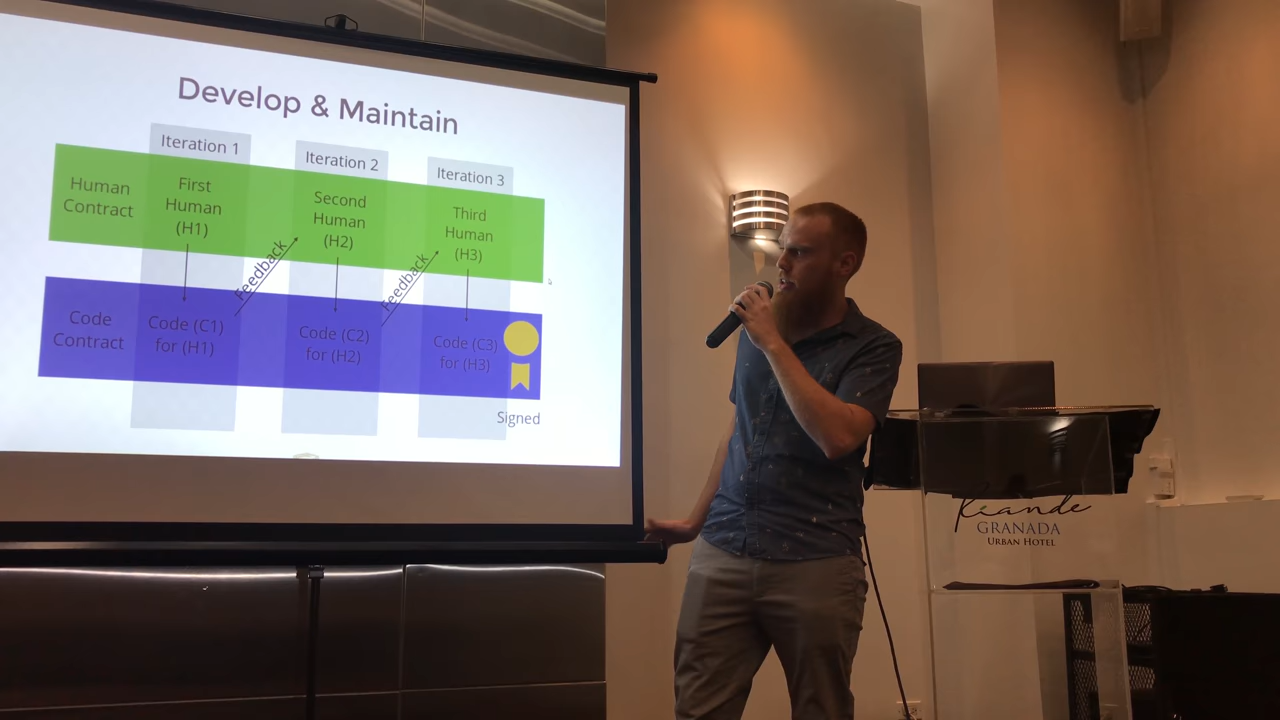 Develop & Maintain
Iteration 1
Iteration 2
Iteration 3
Human
Contract
First
Human
(H1)
Second
Human
(H2)
Third
Human
(H3)
Feedback
Feedback
Code
Contract
Code (C1)
for (H1)
Code (C2)
for (H2)
Code (C3)
for (H3)
Signed
Riande
GRANADA
URBAN HOTEL